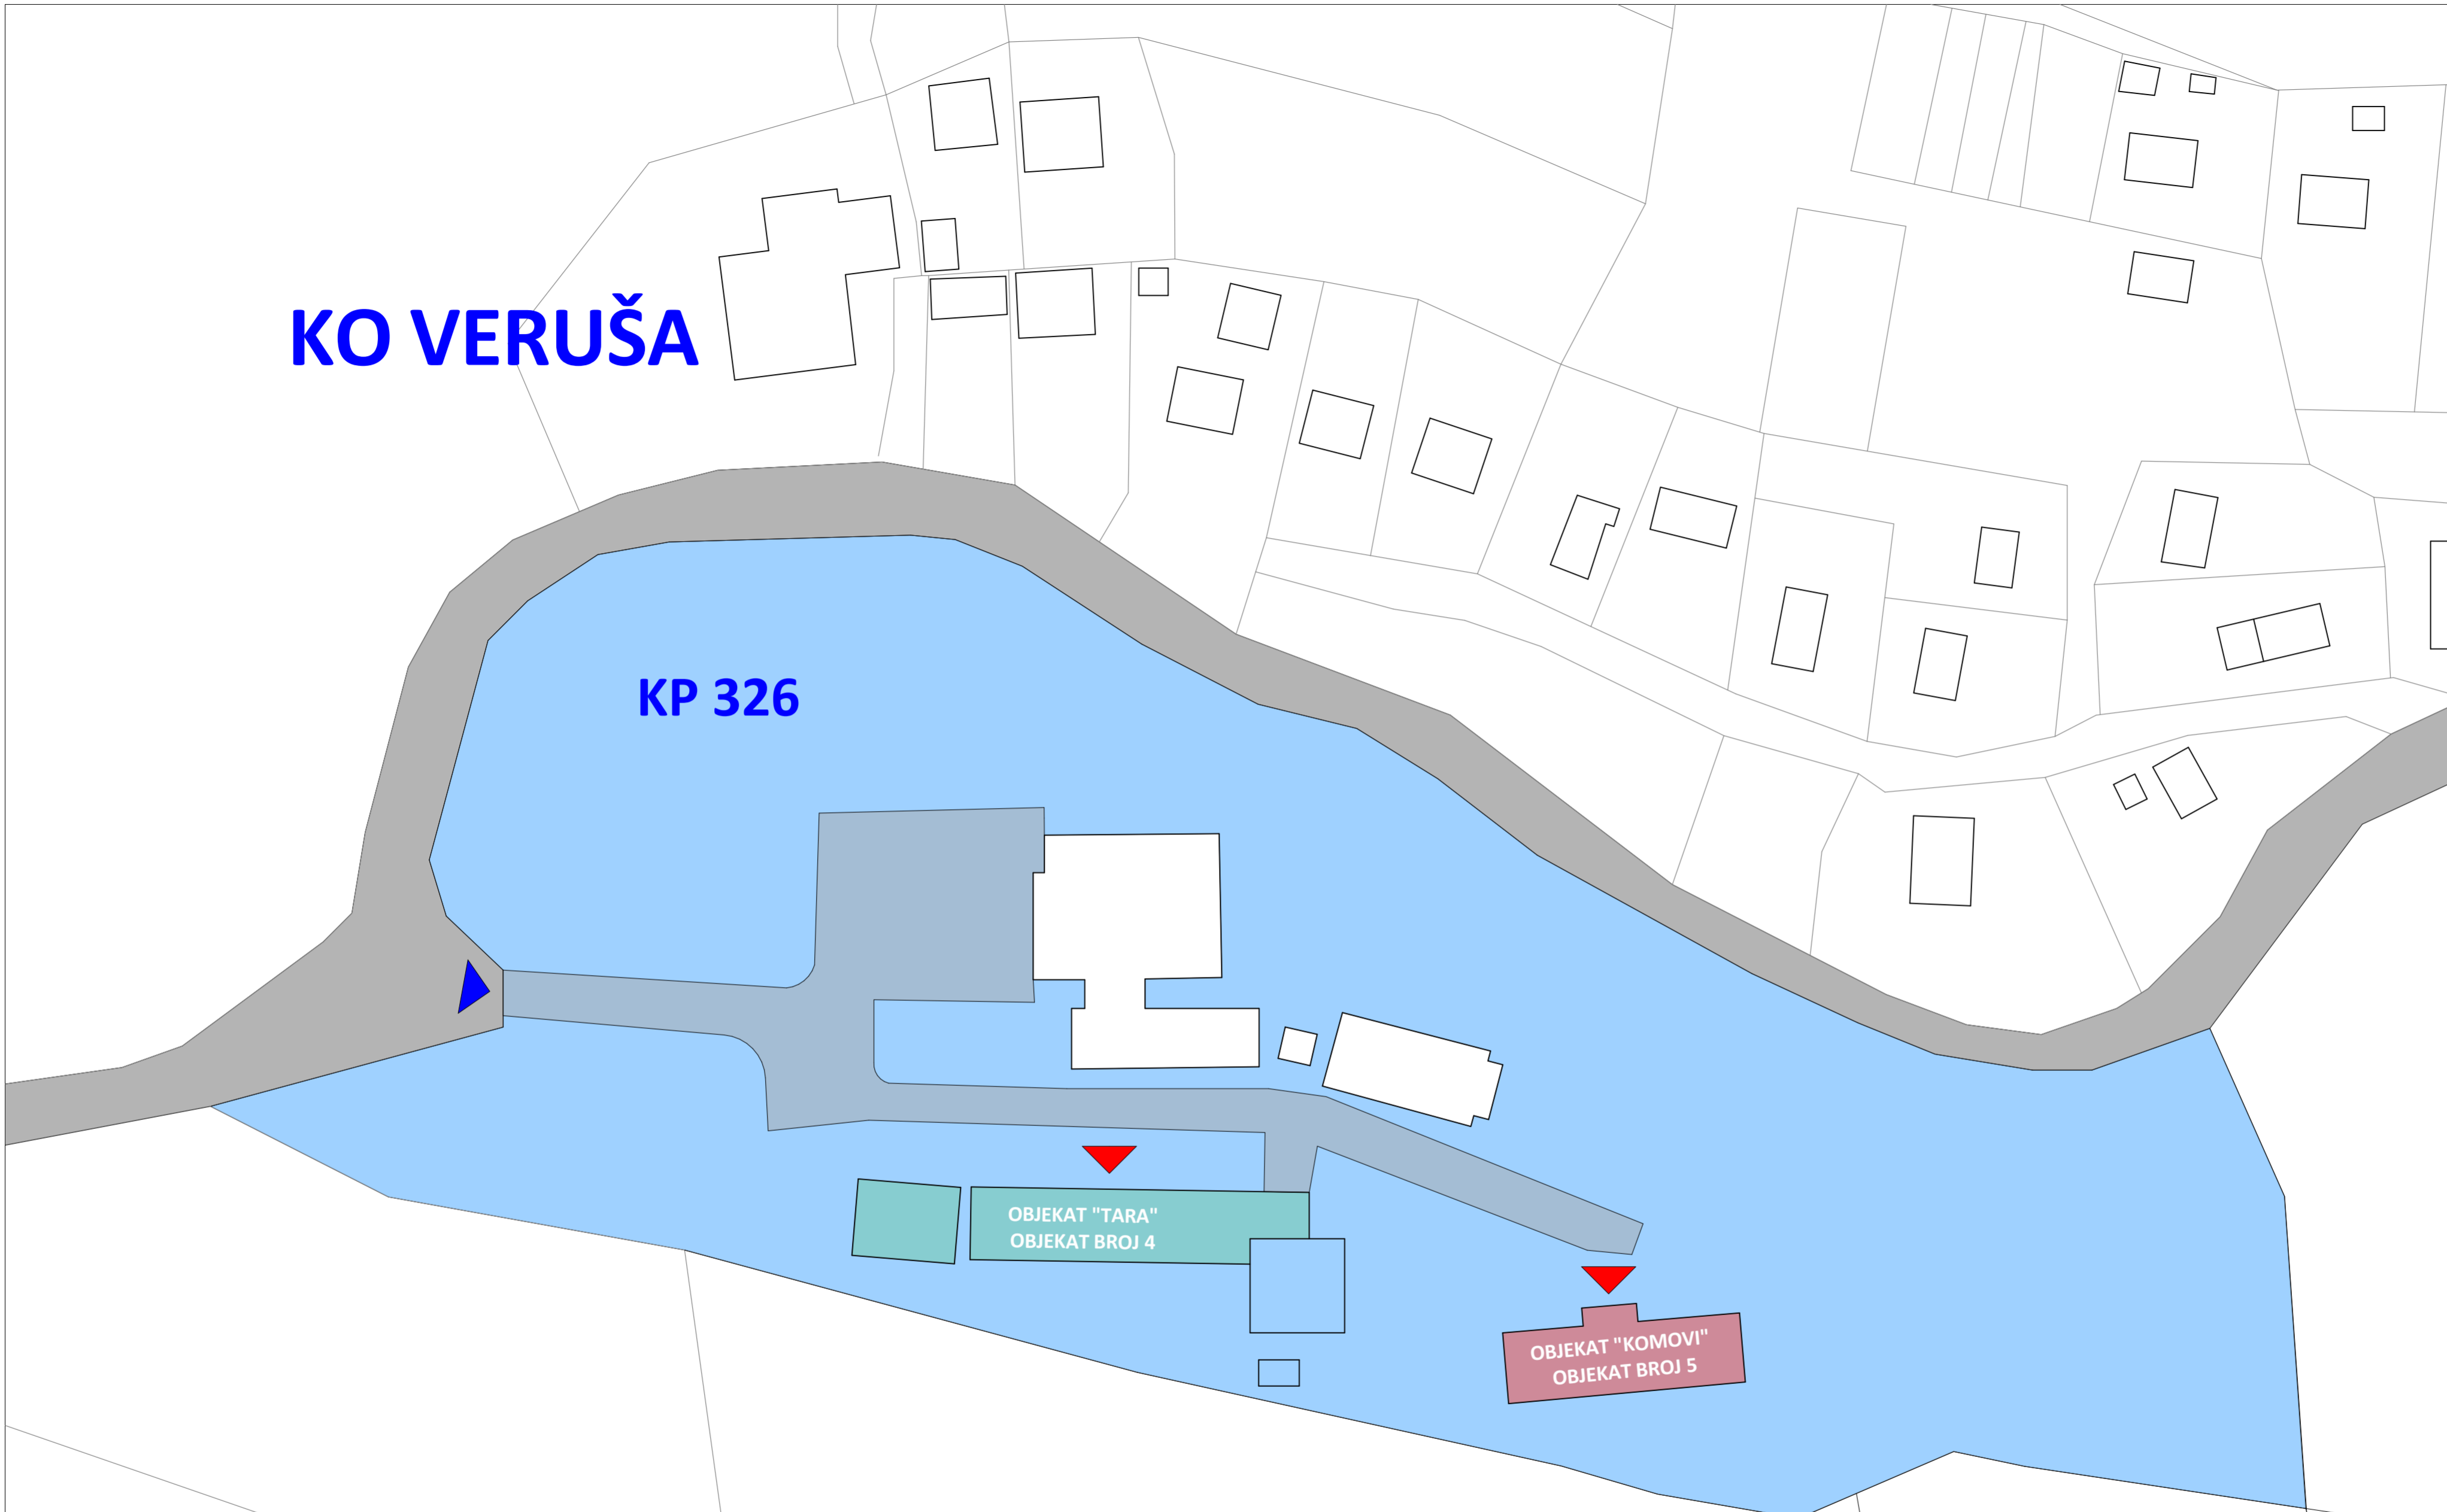 KO VERUŠA
KP 326
OBJEKAT "TARA"
OBJEKAT BROJ 4
OBJEKAT "KOMOVI"
OBJEKAT BROJ 5